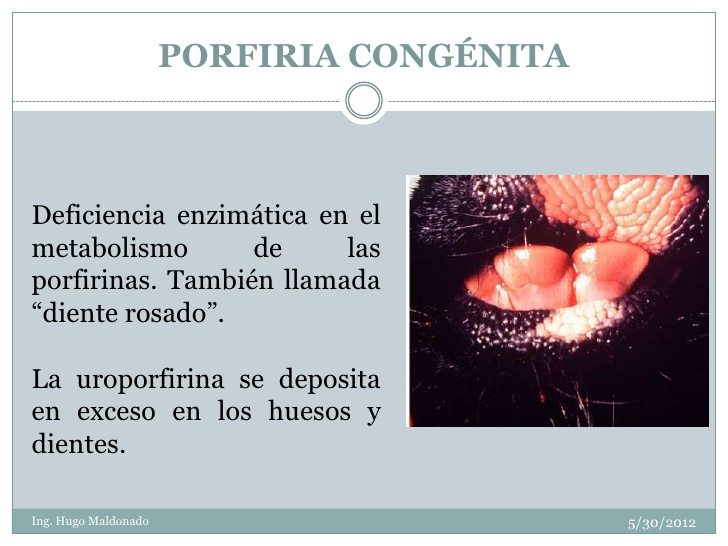 PORFIRIA CONGÉNITA
Deficiencia enzimática en el
metabolismo de las
porfirinas. También llamada
“diente rosado”.
La uroporfirina se deposita
en exceso en los huesos y
dientes.
Ing. Hugo Maldonado
5/30/2012